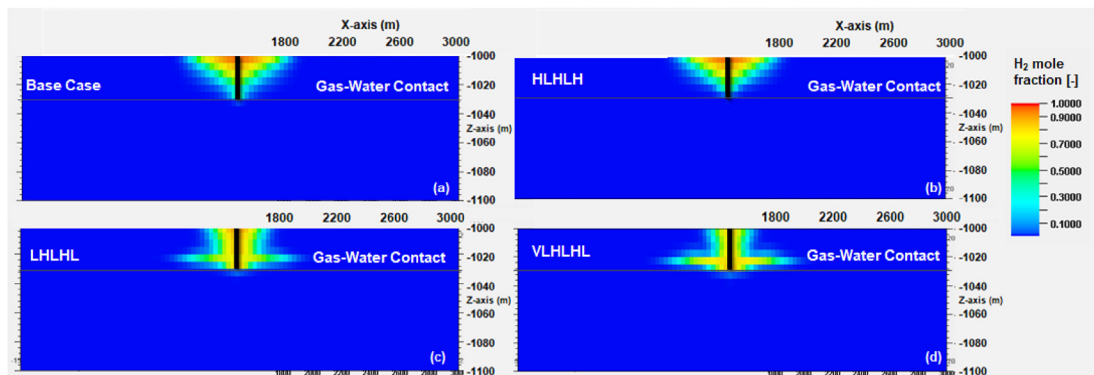 X-axis (m)
1800 2200 2600 3000
-1000
-1020
-1040
Z-axis (m)
-1060
-1080
-1100
Base Case
Gas-Water Contact
(a)
X-axis (m)
1800 2200 2600 3000
-1000
-1020
-1040
Z-axis (m)
-1060
-1080
-1100
HLHLH
Gas-Water Contact
(b)
H2 mole
fraction [-]
1.0000
0.9000
0.7000
0.5000
0.3000
0.1000
1800 2200 2600 3000
-1000
-1020
-1040
Z-axis (m)
-1060
-1080
-1100
LHLHL
Gas-Water Contact
(c)
1800 2200 2600 3000
-1000
-1020
-1040
Z-axis (m)
-1060
-1080
-1100
VLHLHL
Gas-Water Contact
(d)